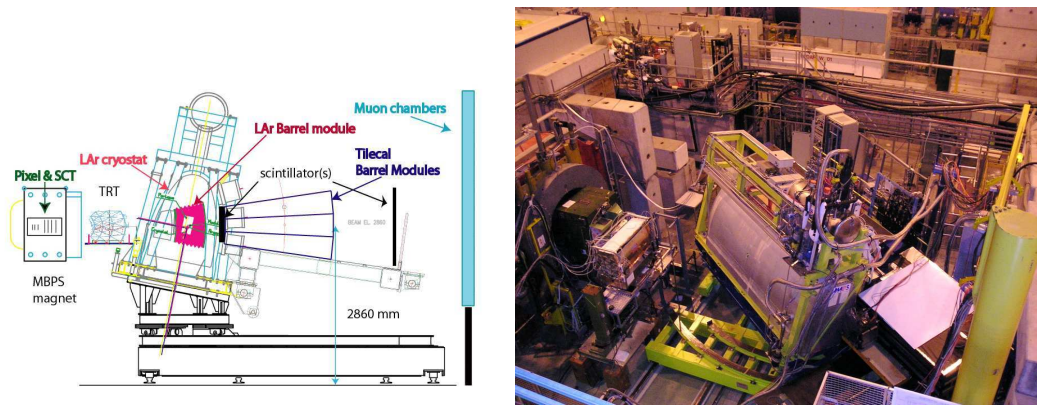 Muon chambers
LAr Barrel module
LAr cryostat
Tilecal
Barrel Modules
Pixel & SCT
scintillator(s)
TRT
MBPS
magnet
2860 mm